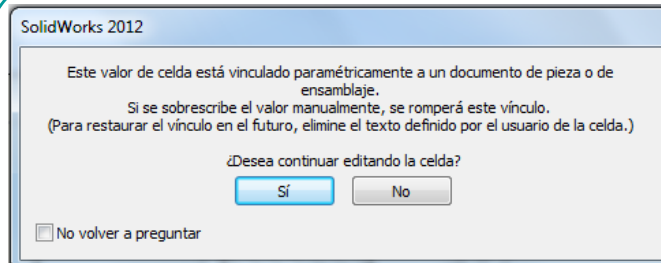 SolidWorks 2012
Este valor de celda está vinculado paramétricamente a un documento de pieza o de
ensamblaje.
Si se sobrescribe el valor manualmente, se romperá este vínculo.
(Para restaurar el vínculo en el futuro, elimine el texto definido por el usuario de la celda.)
¿Desea continuar editando la celda?
Sí No
No volver a preguntar